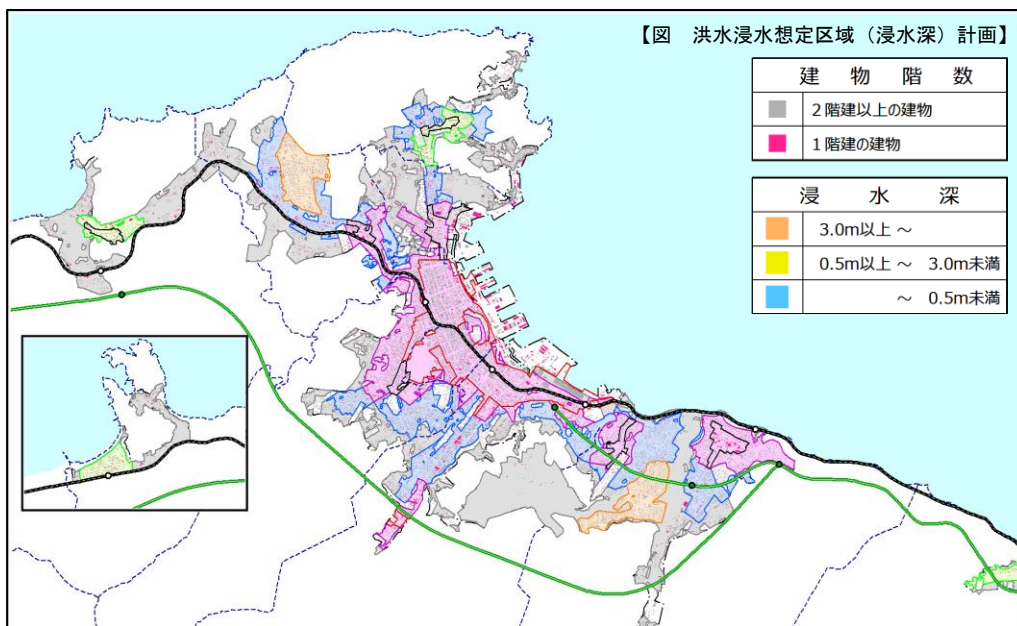 【図　洪水浸水想定区域（浸水深）計画】
建　物　階　数
2階建以上の建物
1階建の建物
浸　水　深
3.0m以上 ～
0.5m以上 ～ 3.0m未満
～ 0.5m未満